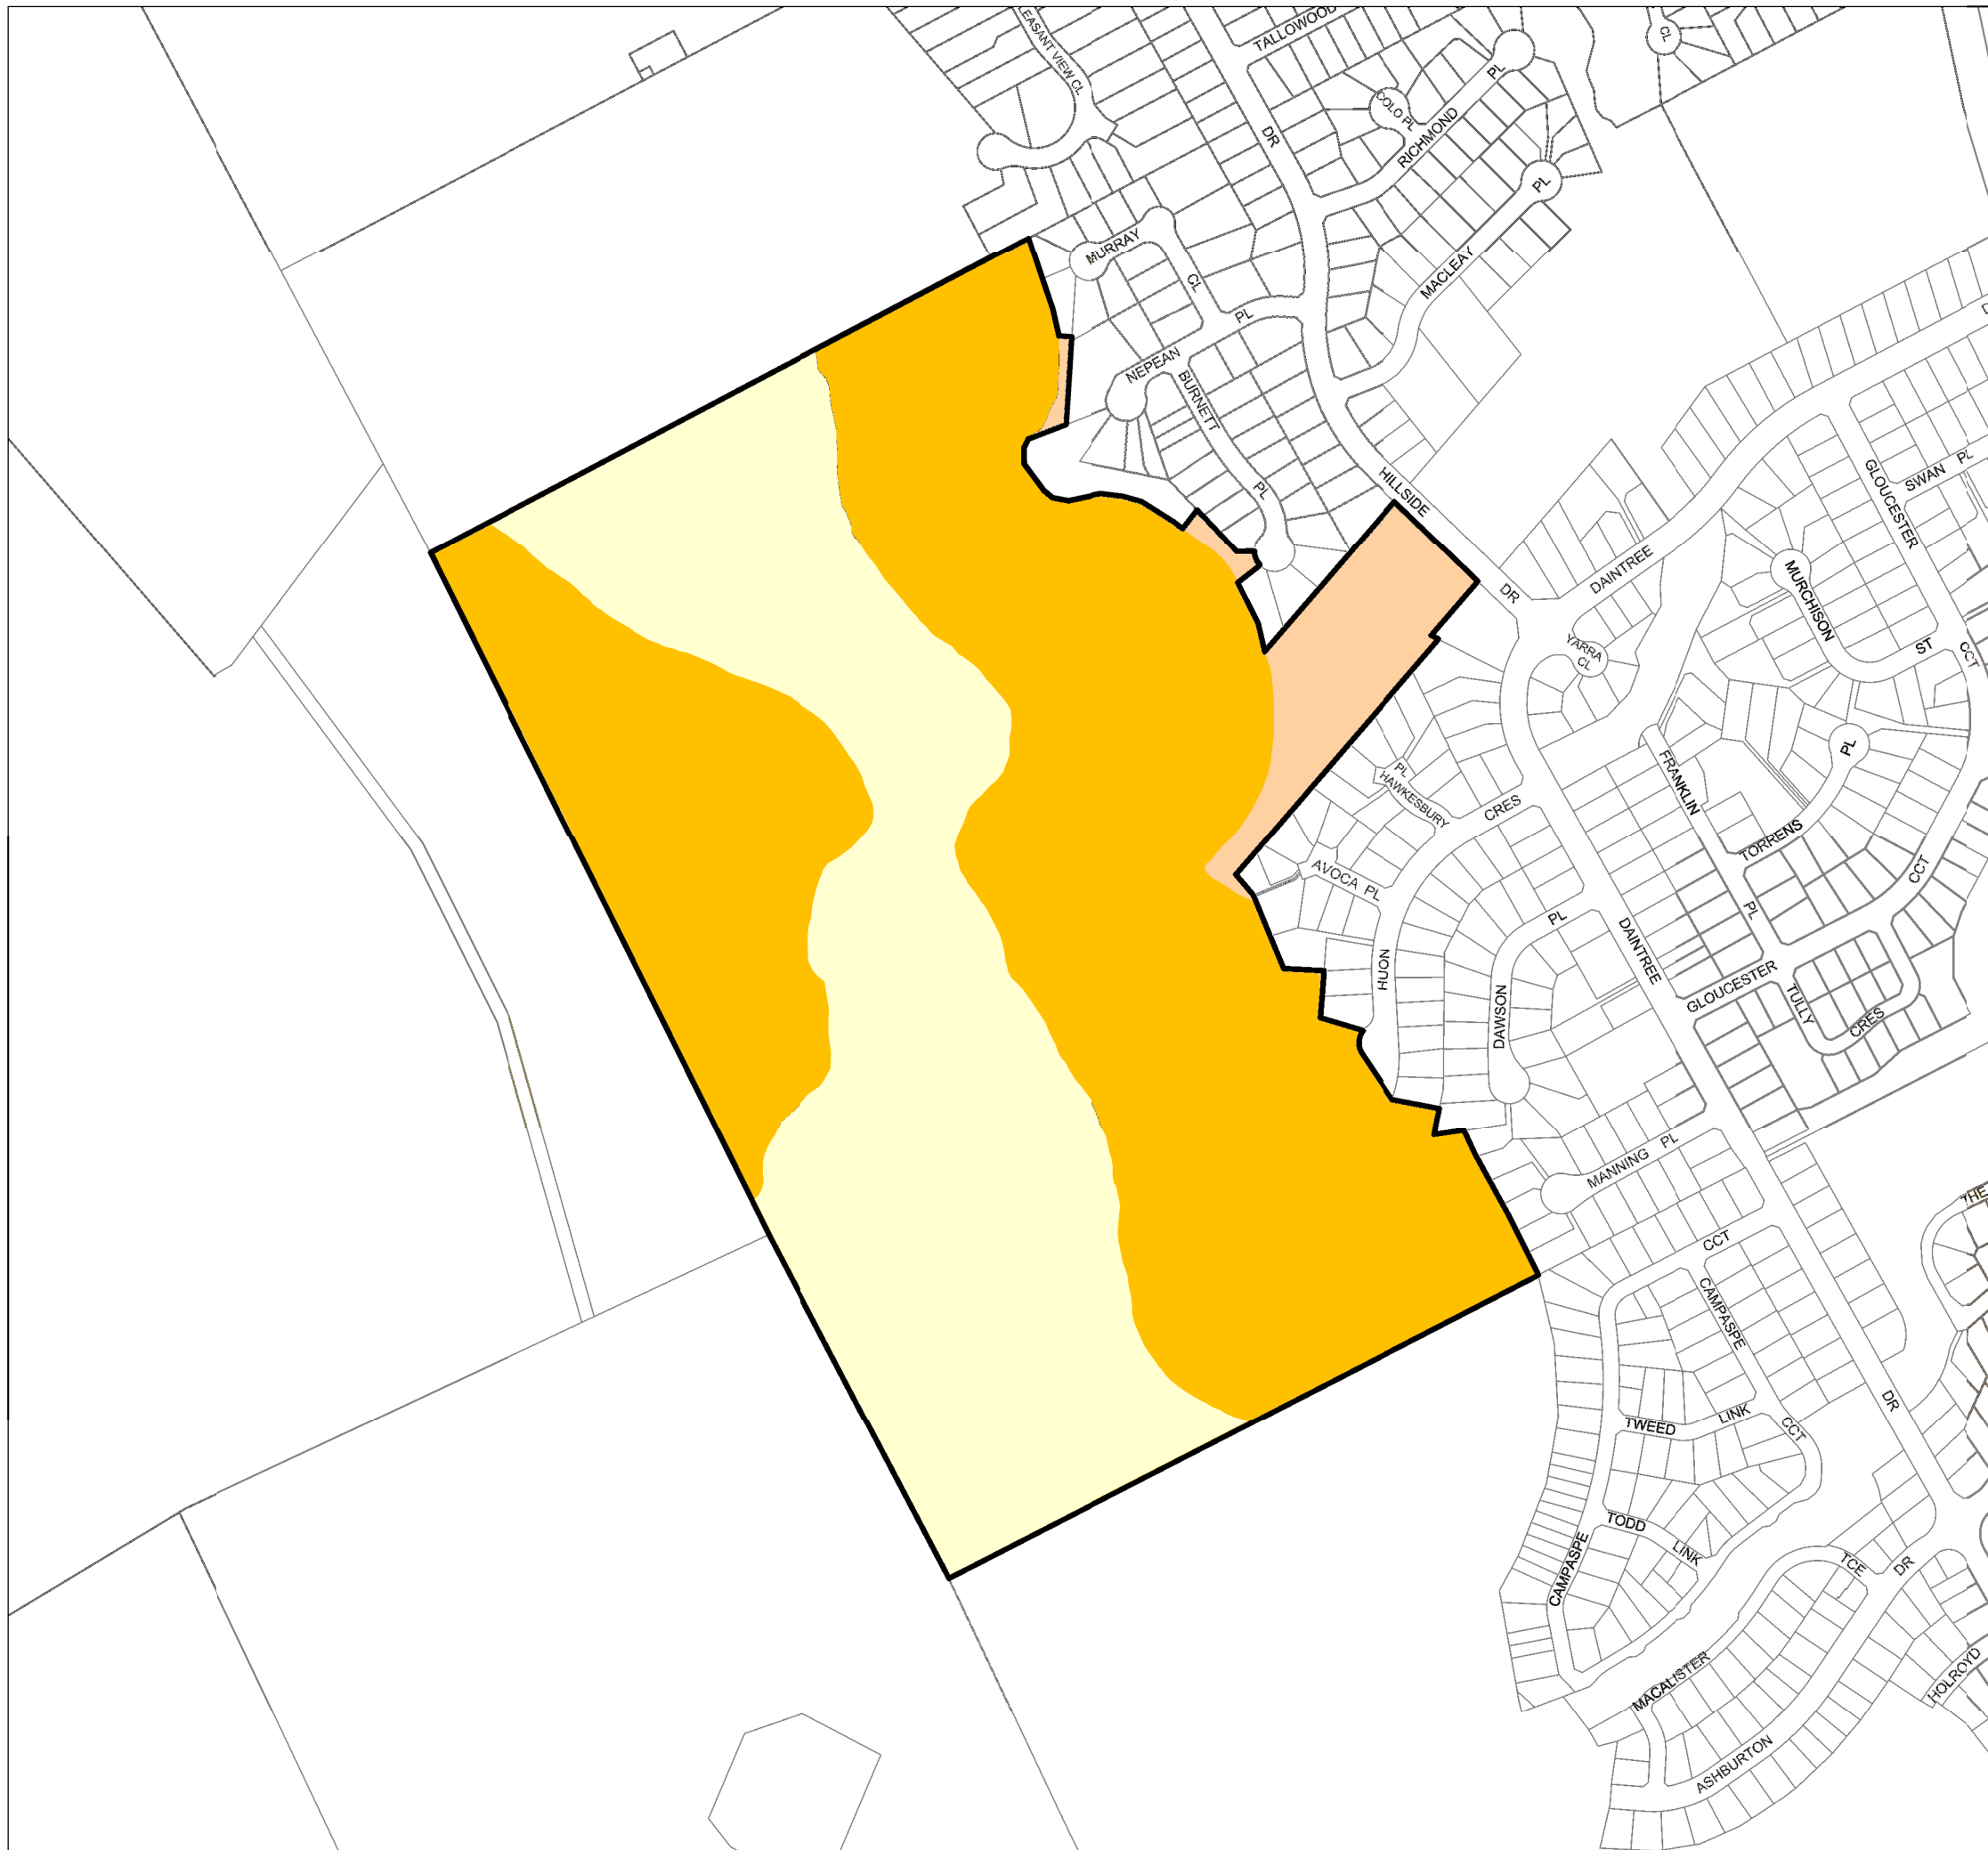 TALLOWOOD
CL
PLEASANT VIEW CL
PL
COLO PL
RICHMOND
DR
PL
MURRAY
CL
MACLEAY
PL
NEPEAN
BURNETT
PL
HILLSIDE
DR
GLOUCESTER
SWAN PL
DAINTREE
MURCHISON
ST
CCT
YARRA
CL
PL
FRANKLIN
PL
HAWKESBURY
CRES
TORRENS
CCT
AVOCA PL
PL
PL
DAINTREE
HUON
DAWSON
GLOUCESTER
TULLY
CRES
MANNING PL
THE
CCT
CAMPASPE
DR
TWEED
LINK
CCT
TODD
LINK
CAMPASPE
TCE
DR
MACALISTER
HOLROYD
ASHBURTON